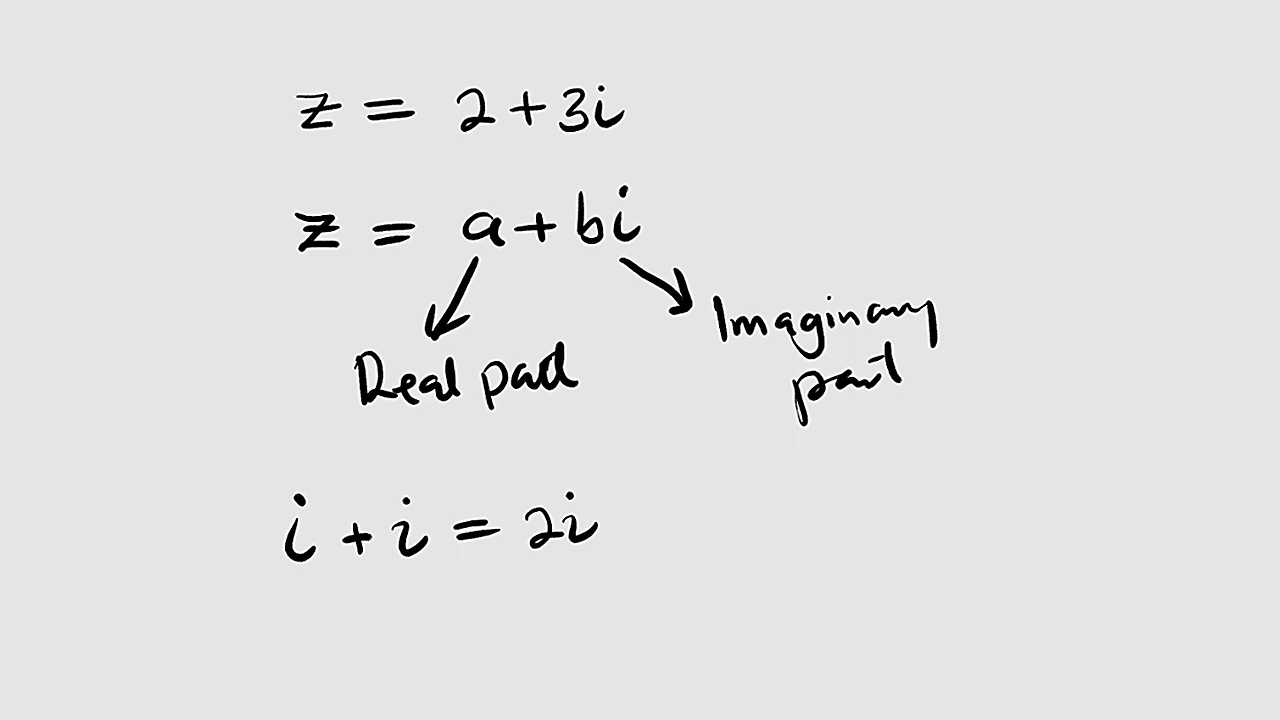 z = 2 + 3i
z = a + bi
Real part
Imaginary
part
i + i = 2i